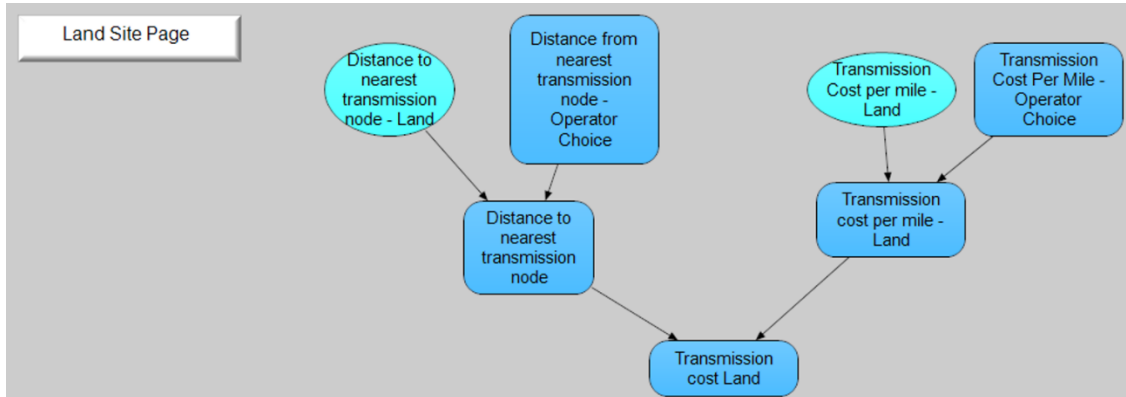 Land Site Page
Distance to
nearest
transmission
node - Land
Distance from
nearest
transmission
node -
Operator
Choice
Transmission
Cost per mile -
Land
Transmission
Cost Per Mile -
Operator
Choice
Distance to
nearest
transmission
node
Transmission
cost per mile -
Land
Transmission
cost Land